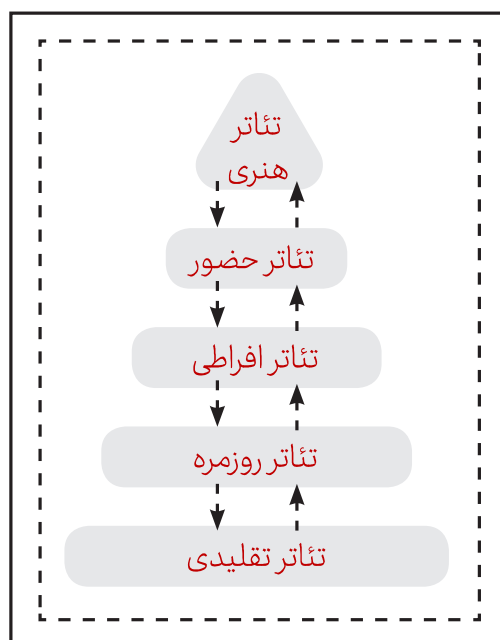 تئاتر
هنری
تئاتر حضور
تئاتر افراطی
تئاتر روزمره
تئاتر تقلیدی